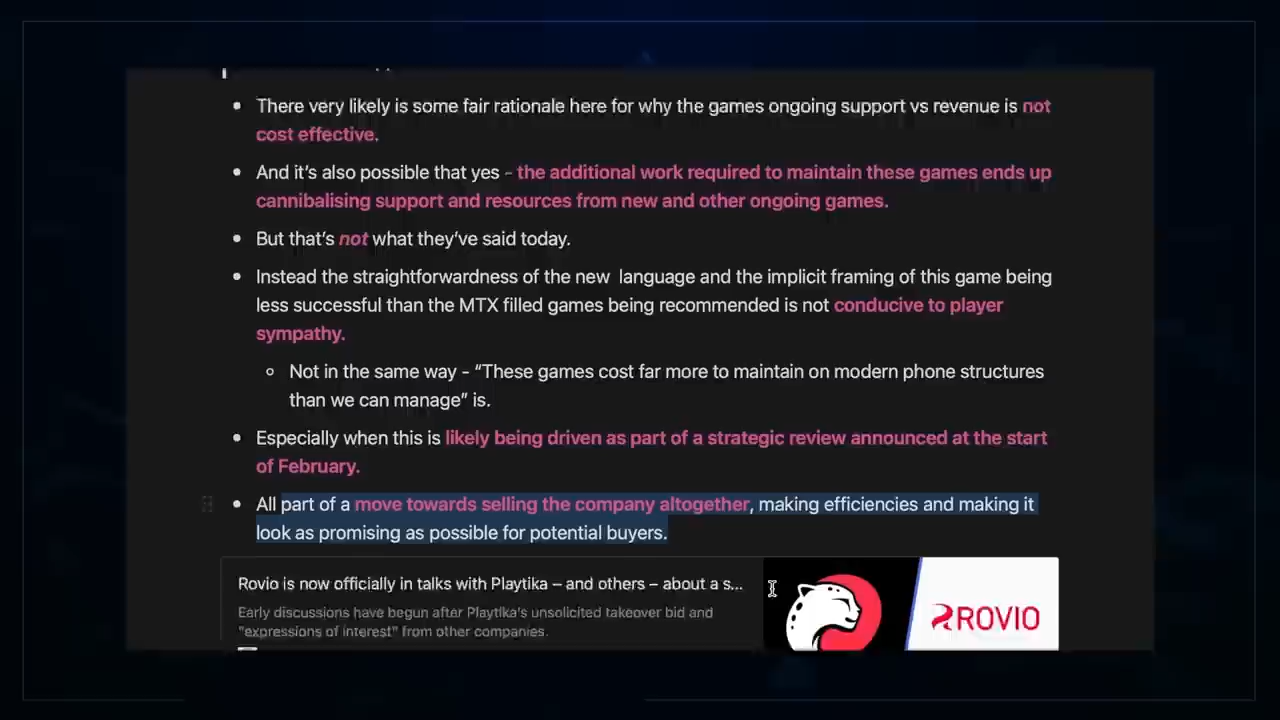 There very likely is some fair rationale here for why the games ongoing support vs revenue is not
cost effective.
And it's also possible that yes - the additional work required to maintain these games ends up
cannibalising support and resources from new and other ongoing games.
But that's not what they've said today.
Instead the straightforwardness of the new language and the implicit framing of this game being
less successful than the MTX filled games being recommended is not conducive to player
sympathy.
Not in the same way - “These games cost far more to maintain on modern phone structures
than we can manage” is.
Especially when this is likely being driven as part of a strategic review announced at the start
of February.
All part of a move towards selling the company altogether, making efficiencies and making it
look as promising as possible for potential buyers.
Rovio is now officially in talks with Playtika – and others – about a s...
Early discussions have begun after Playtika's unsolicited takeover bid and
"expressions of interest" from other companies.
ROVIO